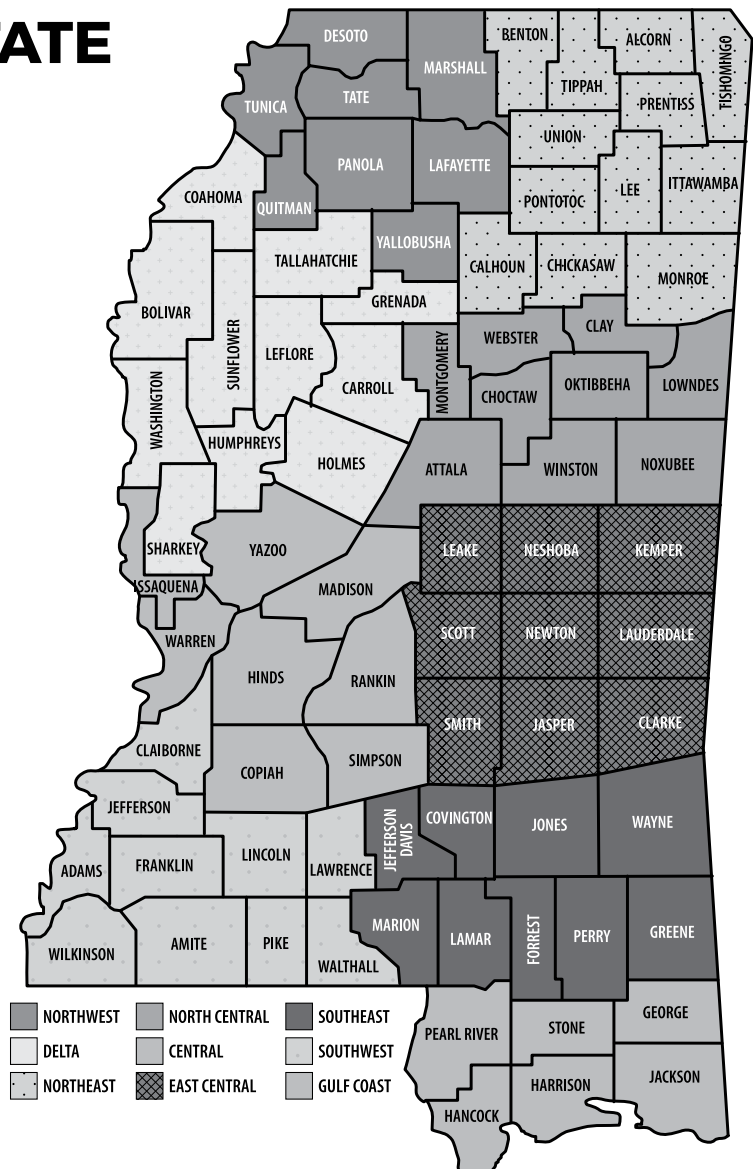 TATE
DESOTO
BENTON
ALCORN
TISHOMINGO
MARSHALL
TIPPAH
TUNICA
TATE
PRENTISS
UNION
PANOLA
LAFAYETTE
COAHOMA
QUITMAN
PONTOTOC
LEE
ITTAWAMBA
TALLAHATCHIE
YALLOBUSHA
CALHOUN
CHICKASAW
MONROE
BOLIVAR
GRENADA
SUNFLOWER
LEFLORE
WEBSTER
CLAY
CARROLL
MONTGOMERY
CHOCTAW
OKTIBBEHA
LOWNDES
WASHINGTON
HUMPHREYS
HOLMES
ATTALA
WINSTON
NOXUBEE
SHARKEY
YAZOO
LEAKE
NESHOBA
KEMPER
ISSAQUENA
MADISON
WARREN
SCOTT
NEWTON
LAUDERDALE
HINDS
RANKIN
SMITH
JASPER
CLARKE
CLAIBORNE
COPIAH
SIMPSON
JEFFERSON
JEFFERSON
DAVIS
COVINGTON
JONES
WAYNE
ADAMS
FRANKLIN
LINCOLN
LAWRENCE
WILKINSON
AMITE
PIKE
WALTHALL
MARION
LAMAR
FORREST
PERRY
GREENE
NORTHWEST
NORTH CENTRAL
SOUTHEAST
DELTA
CENTRAL
SOUTHWEST
NORTHEAST
EAST CENTRAL
GULF COAST
PEARL RIVER
STONE
GEORGE
HARRISON
JACKSON
HANCOCK